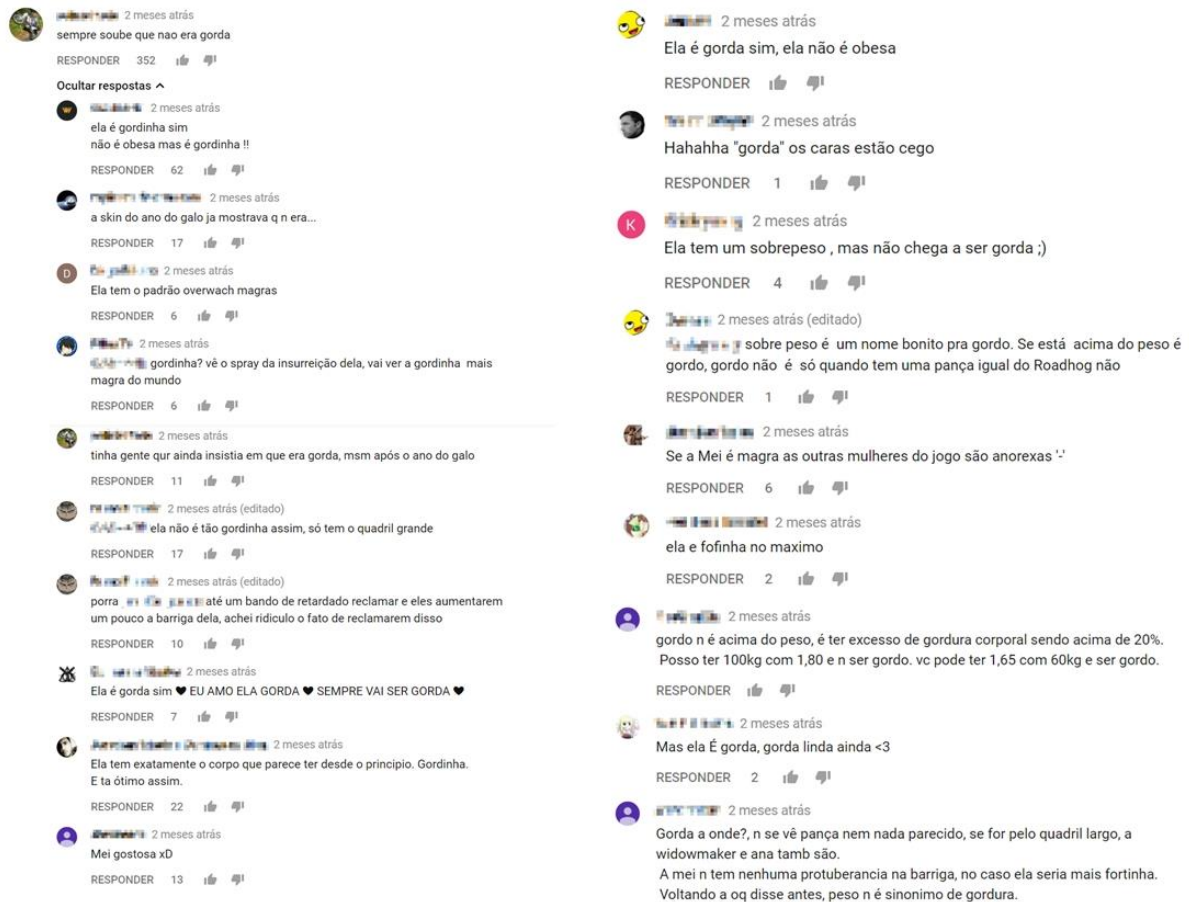 2 meses atrás
sempre soube que nao era gorda
RESPONDER 352
Ocultar respostas
2 meses atrás
ela é gordinha sim
não é obesa mas é gordinha !!
RESPONDER 62
2 meses atrás
a skin do ano do galo ja mostrava q n era...
RESPONDER 17
D
2 meses atrás
Ela tem o padrão overwach magras
RESPONDER 6
2 meses atrás
gordinha? vê o spray da insurreição dela, vai ver a gordinha mais
magra do mundo
RESPONDER 6
2 meses atrás
tinha gente qur ainda insistia em que era gorda, msm após o ano do galo
RESPONDER 11
2 meses atrás (editado)
ela não é tão gordinha assim, só tem o quadril grande
RESPONDER 17
2 meses atrás (editado)
porra até um bando de retardado reclamar e eles aumentarem
um pouco a barriga dela, achei ridiculo o fato de reclamarem disso
RESPONDER 10
2 meses atrás
Ela é gorda sim ♥ EU AMO ELA GORDA ♥ SEMPRE VAI SER GORDA ♥
RESPONDER 7
2 meses atrás
Ela tem exatamente o corpo que parece ter desde o principio. Gordinha.
E ta ótimo assim.
RESPONDER 22
2 meses atrás
Mei gostosa xD
RESPONDER 13
2 meses atrás
Ela é gorda sim, ela não é obesa
RESPONDER
2 meses atrás
Hahahha "gorda" os caras estão cego
RESPONDER 1
K
2 meses atrás
Ela tem um sobrepeso , mas não chega a ser gorda ;)
RESPONDER 4
2 meses atrás (editado)
sobre peso é um nome bonito pra gordo. Se está acima do peso é
gordo, gordo não é só quando tem uma pança igual do Roadhog não
RESPONDER 1
2 meses atrás
Se a Mei é magra as outras mulheres do jogo são anorexas '-'
RESPONDER 6
2 meses atrás
ela e fofinha no maximo
RESPONDER 2
2 meses atrás
gordo n é acima do peso, é ter excesso de gordura corporal sendo acima de 20%.
Posso ter 100kg com 1,80 e n ser gordo. vc pode ter 1,65 com 60kg e ser gordo.
RESPONDER
2 meses atrás
Mas ela É gorda, gorda linda ainda <3
RESPONDER 2
2 meses atrás
Gorda a onde?, n se vê pança nem nada parecido, se for pelo quadril largo, a
widowmaker e ana tamb são.
A mei n tem nenhuma protuberancia na barriga, no caso ela seria mais fortinha.
Voltando a oq disse antes, peso n é sinonimo de gordura.